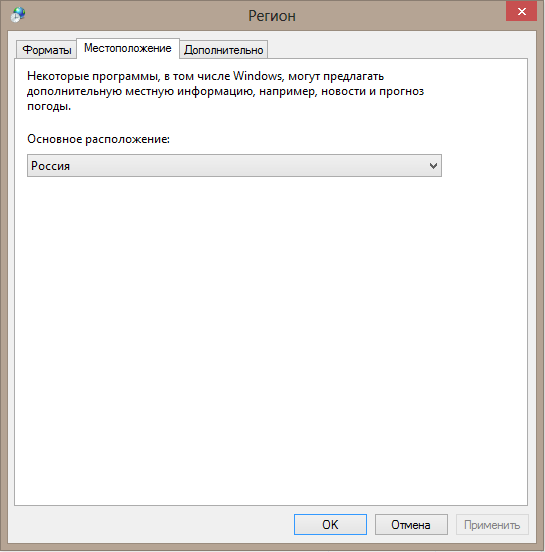 Регион
Форматы Местоположение Дополнительно
Некоторые программы, в том числе Windows, могут предлагать
дополнительную местную информацию, например, новости и прогноз
погоды.
Основное расположение:
Россия
OK Отмена Применить